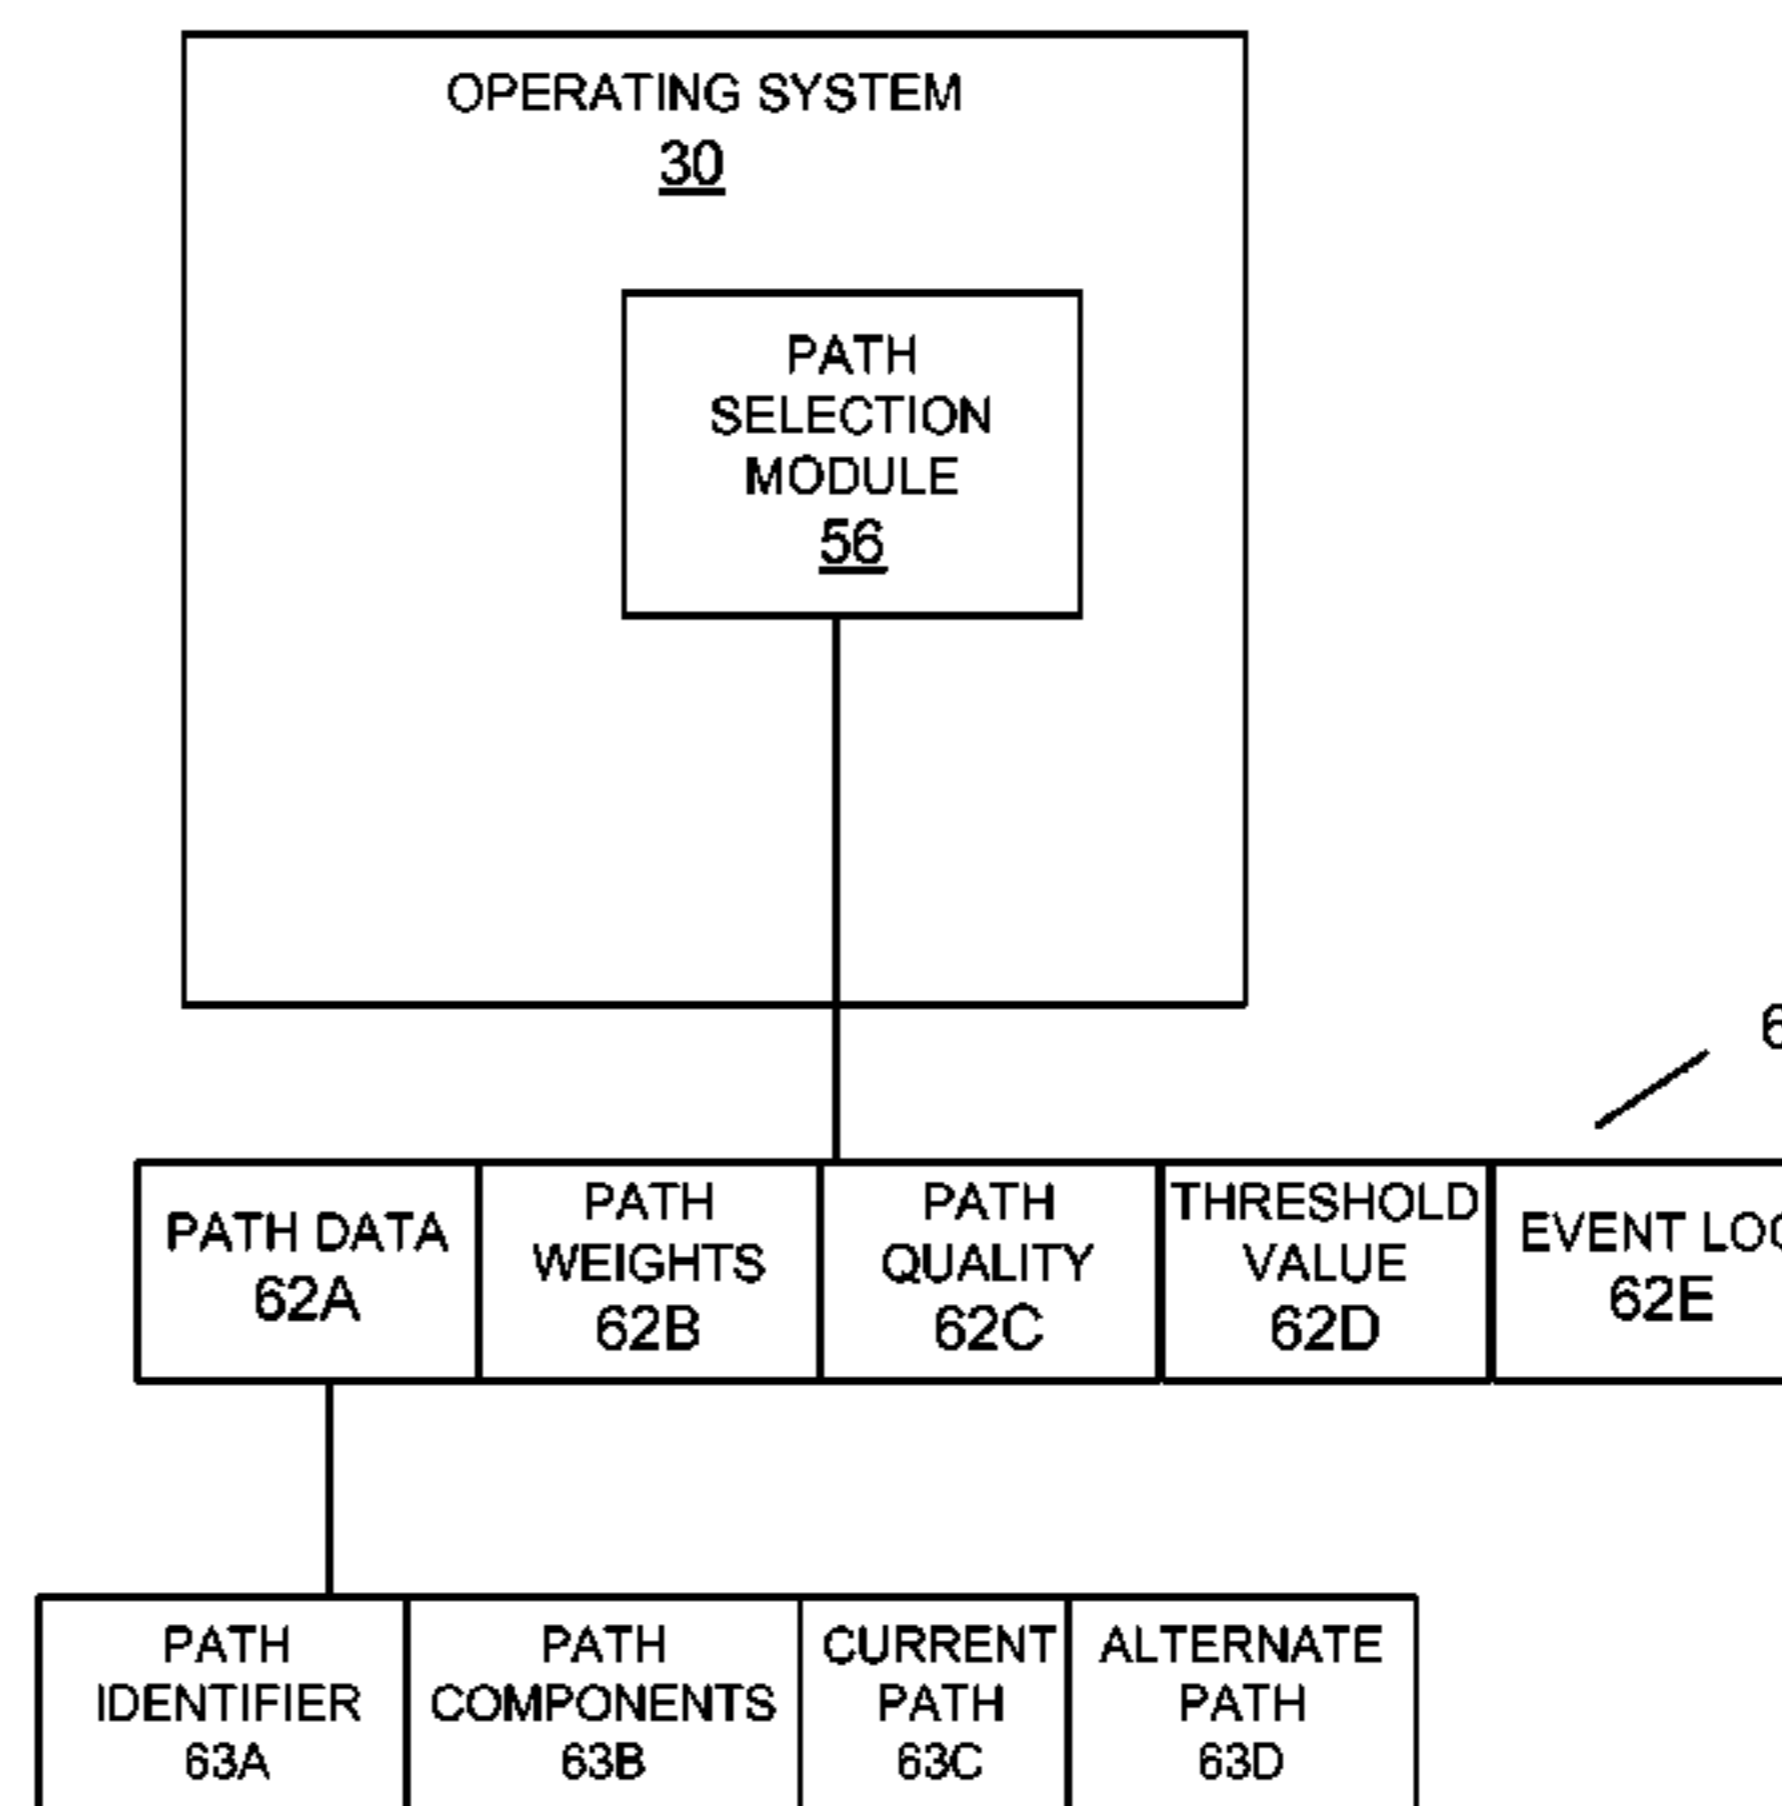 OPERATING SYSTEM
30
PATH
SELECTION
MODULE
56
PATH DATA
62A
PATH
WEIGHTS
62B
PATH
QUALITY
62C
THRESHOLD
VALUE
62D
EVENT
62E
PATH
IDENTIFIER
63A
PATH
COMPONENTS
63B
CURRENT
PATH
63C
ALTERNATE
PATH
63D